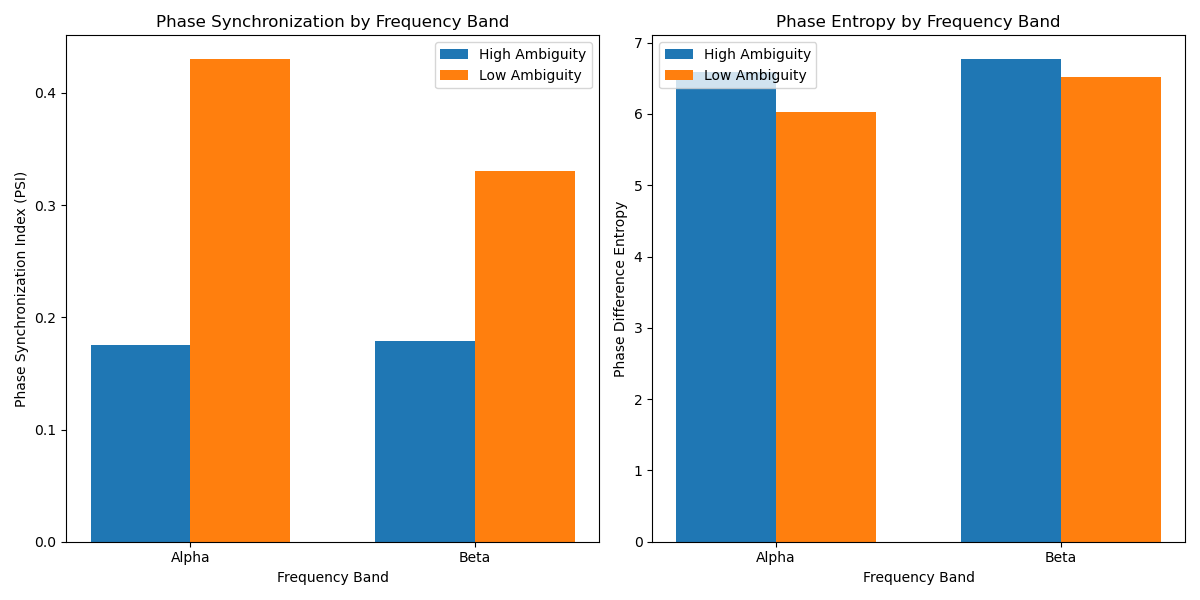 Phase Synchronization by Frequency Band
High Ambiguity
Low Ambiguity
Phase Synchronization Index (PSI)
0.4
0.3
0.2
0.1
0.0
Alpha
Beta
Frequency Band
Phase Entropy by Frequency Band
High Ambiguity
Low Ambiguity
Phase Difference Entropy
7
6
5
4
3
2
1
0
Alpha
Beta
Frequency Band